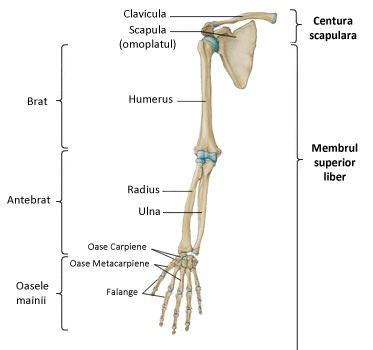 Clavicula
Scapula
(omoplatul)
Centura
scapulara
Brat
Humerus
Membrul
superior
liber
Antebrat
Radius
Ulna
Oase Carpiene
Oase Metacarpiene
Oasele
mainii
Falange